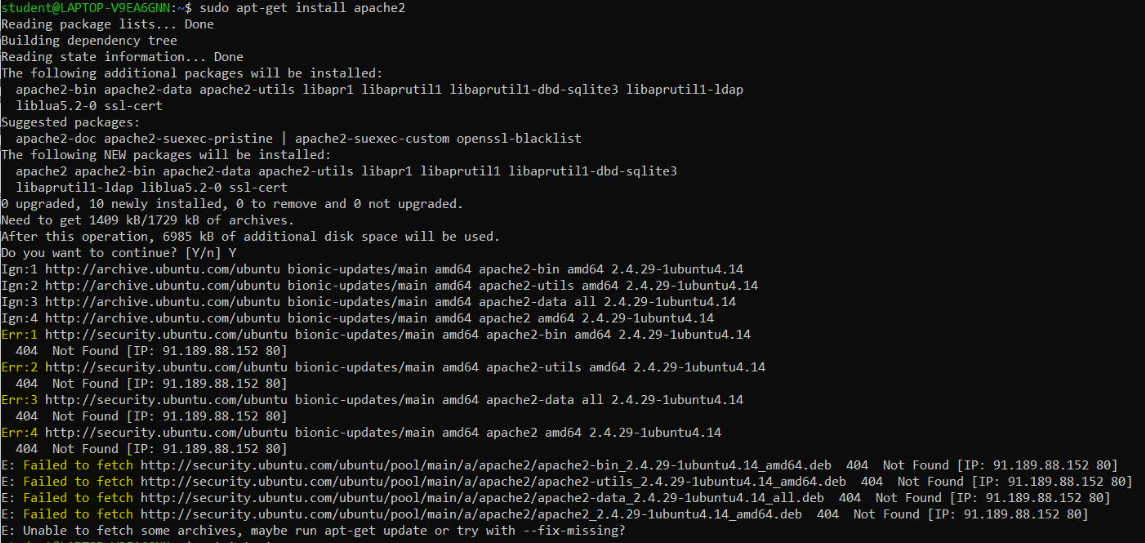 student@LAPTOP-V9EA6GNN:~$ sudo apt-get install apache2
Reading package lists... Done
Building dependency tree
Reading state information... Done
The following additional packages will be installed:
  apache2-bin apache2-data apache2-utils libapr1 libaprutil1 libaprutil1-dbd-sqlite3 libaprutil1-ldap
  liblua5.2-0 ssl-cert
Suggested packages:
  apache2-doc apache2-suexec-pristine | apache2-suexec-custom openssl-blacklist
The following NEW packages will be installed:
  apache2 apache2-bin apache2-data apache2-utils libapr1 libaprutil1 libaprutil1-dbd-sqlite3
  libaprutil1-ldap liblua5.2-0 ssl-cert
0 upgraded, 10 newly installed, 0 to remove and 0 not upgraded.
Need to get 1409 kB/1729 kB of archives.
After this operation, 6985 kB of additional disk space will be used.
Do you want to continue? [Y/n] Y
Ign:1 http://archive.ubuntu.com/ubuntu bionic-updates/main amd64 apache2-bin amd64 2.4.29-1ubuntu4.14
Ign:2 http://archive.ubuntu.com/ubuntu bionic-updates/main amd64 apache2-utils amd64 2.4.29-1ubuntu4.14
Ign:3 http://archive.ubuntu.com/ubuntu bionic-updates/main amd64 apache2-data all 2.4.29-1ubuntu4.14
Ign:4 http://archive.ubuntu.com/ubuntu bionic-updates/main amd64 apache2 amd64 2.4.29-1ubuntu4.14
Err:1 http://security.ubuntu.com/ubuntu bionic-updates/main amd64 apache2-bin amd64 2.4.29-1ubuntu4.14
  404  Not Found [IP: 91.189.88.152 80]
Err:2 http://security.ubuntu.com/ubuntu bionic-updates/main amd64 apache2-utils amd64 2.4.29-1ubuntu4.14
  404  Not Found [IP: 91.189.88.152 80]
Err:3 http://security.ubuntu.com/ubuntu bionic-updates/main amd64 apache2-data all 2.4.29-1ubuntu4.14
  404  Not Found [IP: 91.189.88.152 80]
Err:4 http://security.ubuntu.com/ubuntu bionic-updates/main amd64 apache2 amd64 2.4.29-1ubuntu4.14
  404  Not Found [IP: 91.189.88.152 80]
E: Failed to fetch http://security.ubuntu.com/ubuntu/pool/main/a/apache2/apache2-bin_2.4.29-1ubuntu4.14_amd64.deb  404  Not Found [IP: 91.189.88.152 80]
E: Failed to fetch http://security.ubuntu.com/ubuntu/pool/main/a/apache2/apache2-utils_2.4.29-1ubuntu4.14_amd64.deb  404  Not Found [IP: 91.189.88.152 80]
E: Failed to fetch http://security.ubuntu.com/ubuntu/pool/main/a/apache2/apache2-data_2.4.29-1ubuntu4.14_all.deb  404  Not Found [IP: 91.189.88.152 80]
E: Failed to fetch http://security.ubuntu.com/ubuntu/pool/main/a/apache2/apache2_2.4.29-1ubuntu4.14_amd64.deb  404  Not Found [IP: 91.189.88.152 80]
E: Unable to fetch some archives, maybe run apt-get update or try with --fix-missing?